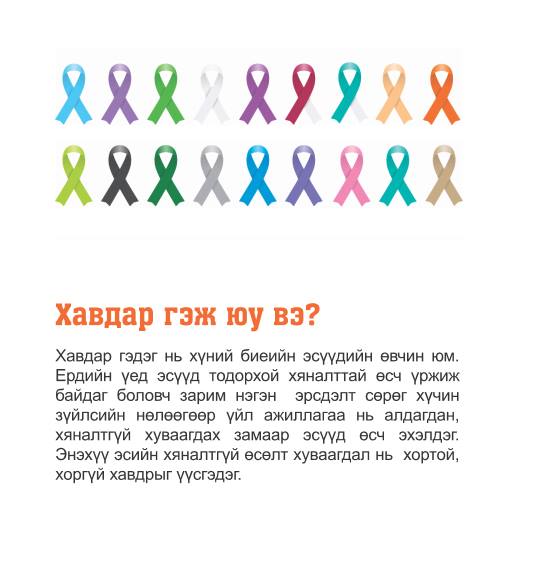 Хавдар гэж юу вэ?
Хавдар гэдэг нь хүний биеийн эсүүдийн өвчин юм.
Ердийн үед эсүүд тодорхой хяналттай өсч үржиж
байдаг боловч зарим нэгэн эрсдэлт сөрөг хүчин
зүйлсийн нөлөөгөөр үйл ажиллагаа нь алдагдан,
хяналтгүй хуваагдах замаар эсүүд өсч эхэлдэг.
Энэхүү эсийн хяналтгүй өсөлт хуваагдал нь хортой,
хоргүй хавдрыг үүсгэдэг.